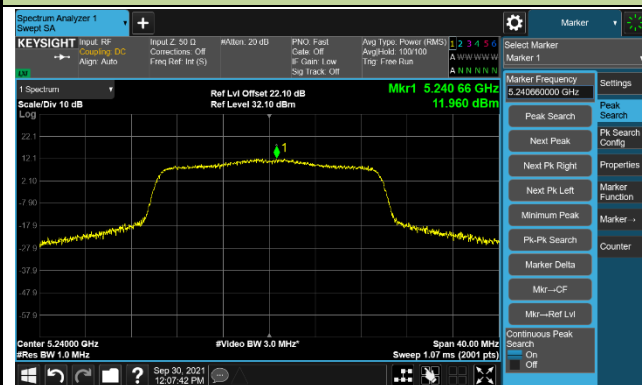 Spectrum Analyzer 1
Swept SA
+
Marker
KEYSIGHT
Input: RF
Coupling: DC
Align: Auto
Input Z: 50 Ω
Corrections: Off
Freq Ref: Int (S)
#Atten: 20 dB
PNO: Fast
Gate: Off
IF Gain: Low
Sig Track: Off
Avg Type: Power (RMS)
Avg|Hold: 100/100
Trig: Free Run
1 2 3 4 5 6
A W W W W W
A N N N N N
LXI
Select Marker
Marker 1
Marker Frequency
5.240660000 GHz
Peak Search
Next Peak
Next Pk Right
Next Pk Left
Minimum Peak
Pk-Pk Search
Marker Delta
Mkr→CF
Mkr→Ref Lvl
Continuous Peak
Search
On
Off
Settings
Peak
Search
Pk Search
Config
Properties
Marker
Function
Marker→
Counter
1 Spectrum
Scale/Div 10 dB
Log
Ref Lvl Offset 22.10 dB
Ref Level 32.10 dBm
Mkr1 5.240 66 GHz
11.960 dBm
1
22.1
12.1
2.10
-7.90
-17.9
-27.9
-37.9
-47.9
-57.9
Center 5.24000 GHz
#Res BW 1.0 MHz
#Video BW 3.0 MHz*
Span 40.00 MHz
Sweep 1.07 ms (2001 pts)
?
Sep 30, 2021
12:07:42 PM